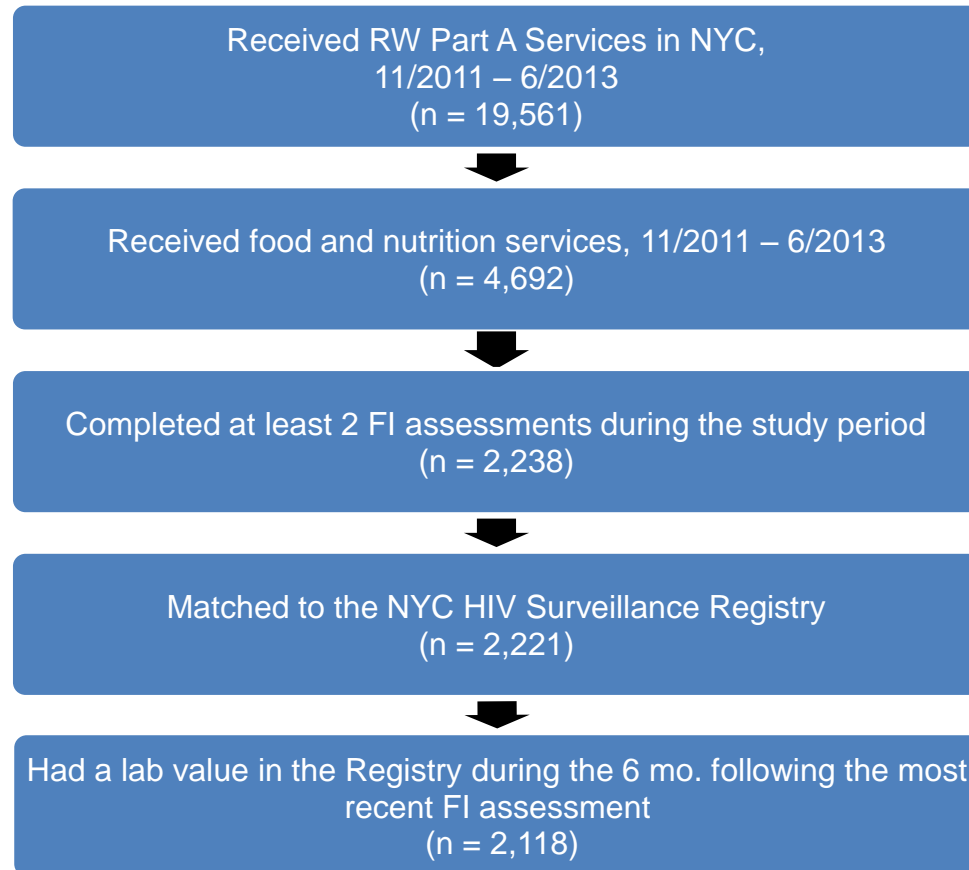 Received RW Part A Services in NYC,
11/2011 – 6/2013
(n = 19,561)
Received food and nutrition services, 11/2011 – 6/2013
(n = 4,692)
Completed at least 2 FI assessments during the study period
(n = 2,238)
Matched to the NYC HIV Surveillance Registry
(n = 2,221)
Had a lab value in the Registry during the 6 mo. following the most
recent FI assessment
(n = 2,118)